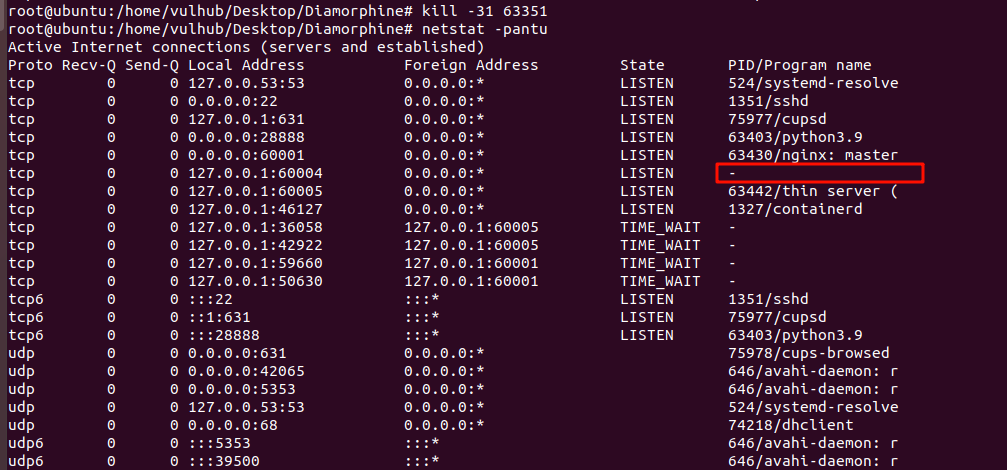 root@ubuntu:/home/vulhub/Desktop/Diamorphine# kill -31 63351
root@ubuntu:/home/vulhub/Desktop/Diamorphine# netstat -pantu
Active Internet connections (servers and established)
Proto Recv-Q Send-Q Local Address           Foreign Address         State       PID/Program name
tcp        0      0 127.0.0.53:53           0.0.0.0:*               LISTEN      524/systemd-resolve
tcp        0      0 0.0.0.0:22              0.0.0.0:*               LISTEN      1351/sshd
tcp        0      0 127.0.0.1:631           0.0.0.0:*               LISTEN      75977/cupsd
tcp        0      0 0.0.0.0:28888           0.0.0.0:*               LISTEN      63403/python3.9
tcp        0      0 0.0.0.0:60001           0.0.0.0:*               LISTEN      63430/nginx: master
tcp        0      0 127.0.0.1:60004         0.0.0.0:*               LISTEN      -
tcp        0      0 127.0.0.1:60005         0.0.0.0:*               LISTEN      63442/thin server (
tcp        0      0 127.0.0.1:46127         0.0.0.0:*               LISTEN      1327/containerd
tcp        0      0 127.0.0.1:36058         127.0.0.1:60005         TIME_WAIT   -
tcp        0      0 127.0.0.1:42922         127.0.0.1:60005         TIME_WAIT   -
tcp        0      0 127.0.0.1:59660         127.0.0.1:60001         TIME_WAIT   -
tcp        0      0 127.0.0.1:50630         127.0.0.1:60001         TIME_WAIT   -
tcp6       0      0 :::22                   :::*                    LISTEN      1351/sshd
tcp6       0      0 ::1:631                 :::*                    LISTEN      75977/cupsd
tcp6       0      0 :::28888                :::*                    LISTEN      63403/python3.9
udp        0      0 0.0.0.0:631             0.0.0.0:*                           75978/cups-browsed
udp        0      0 0.0.0.0:42065           0.0.0.0:*                           646/avahi-daemon: r
udp        0      0 0.0.0.0:5353            0.0.0.0:*                           646/avahi-daemon: r
udp        0      0 127.0.0.53:53           0.0.0.0:*                           524/systemd-resolve
udp        0      0 0.0.0.0:68              0.0.0.0:*                           74218/dhclient
udp6       0      0 :::5353                 :::*                                646/avahi-daemon: r
udp6       0      0 :::39500                :::*                                646/avahi-daemon: r